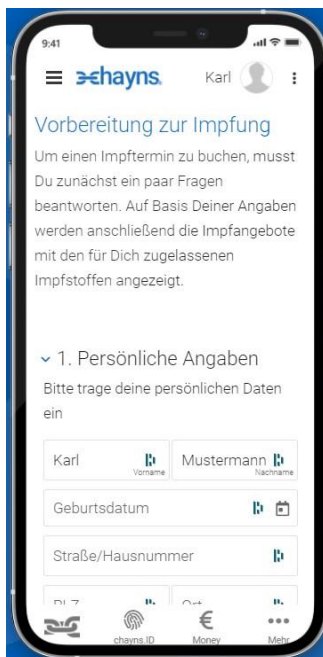 9:41
chayns.
Karl
Vorbereitung zur Impfung
Um einen Impftermin zu buchen, musst
Du zunächst ein paar Fragen
beantworten. Auf Basis Deiner Angaben
werden anschließend die Impfangebote
mit den für Dich zugelassenen
Impfstoffen angezeigt.
1. Persönliche Angaben
Bitte trage deine persönlichen Daten
ein
Karl
Vorname
Mustermann
Nachname
Geburtsdatum
Straße/Hausnummer
PLZ
Ort
chayns.ID
€
Money
Mehr